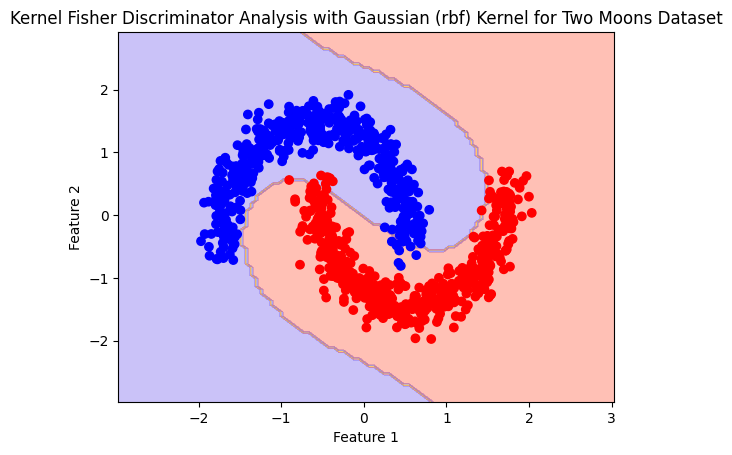 Kernel Fisher Discriminator Analysis with Gaussian (rbf) Kernel for Two Moons Dataset
2
1
0
−1
−2
Feature 2
−2 −1 0 1 2 3
Feature 1